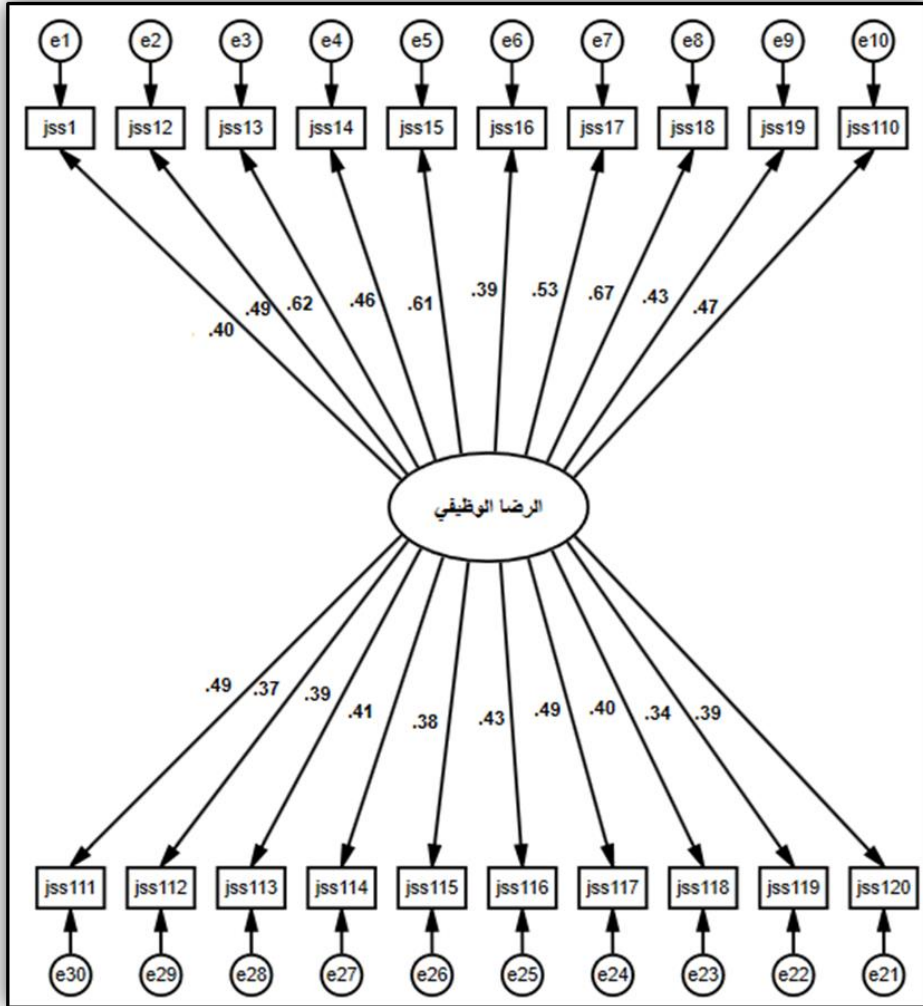 e1 e2 e3 e4 e5 e6 e7 e8 e9 e10
jss1 jss12 jss13 jss14 jss15 jss16 jss17 jss18 jss19 jss110
.40 .49 .62 .46 .61 .39 .53 .67 .43 .47
الرضا الوظيفي
.49 .37 .39 .41 .38 .43 .49 .40 .34 .39
jss111 jss112 jss113 jss114 jss115 jss116 jss117 jss118 jss119 jss120
e30 e29 e28 e27 e26 e25 e24 e23 e22 e21